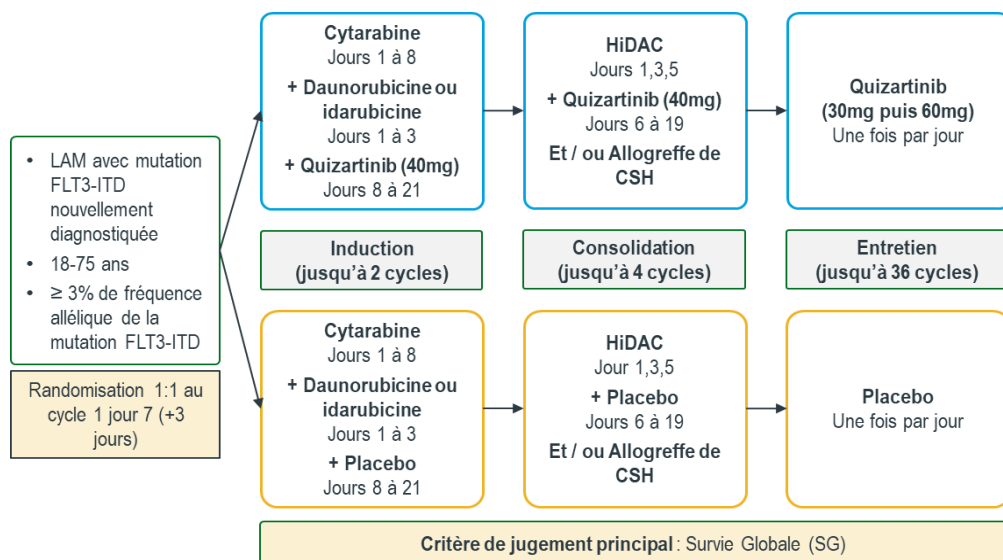 • LAM avec mutation
FLT3-ITD
nouvellement
diagnostiquée
• 18-75 ans
• ≥ 3% de fréquence
allélique de la
mutation FLT3-ITD
Randomisation 1:1 au
cycle 1 jour 7 (+3
jours)
Cytarabine
Jours 1 à 8
+ Daunorubicine ou
idarubicine
Jours 1 à 3
+ Quizartinib (40mg)
Jours 8 à 21
HiDAC
Jours 1,3,5
+ Quizartinib (40mg)
Jours 6 à 19
Et / ou Allogreffe de
CSH
Quizartinib
(30mg puis 60mg)
Une fois par jour
Induction
(jusqu'à 2 cycles)
Consolidation
(jusqu'à 4 cycles)
Entretien
(jusqu'à 36 cycles)
Cytarabine
Jours 1 à 8
+ Daunorubicine ou
idarubicine
Jours 1 à 3
+ Placebo
Jours 8 à 21
HiDAC
Jour 1,3,5
+ Placebo
Jours 6 à 19
Et / ou Allogreffe de
CSH
Placebo
Une fois par jour
Critère de jugement principal : Survie Globale (SG)